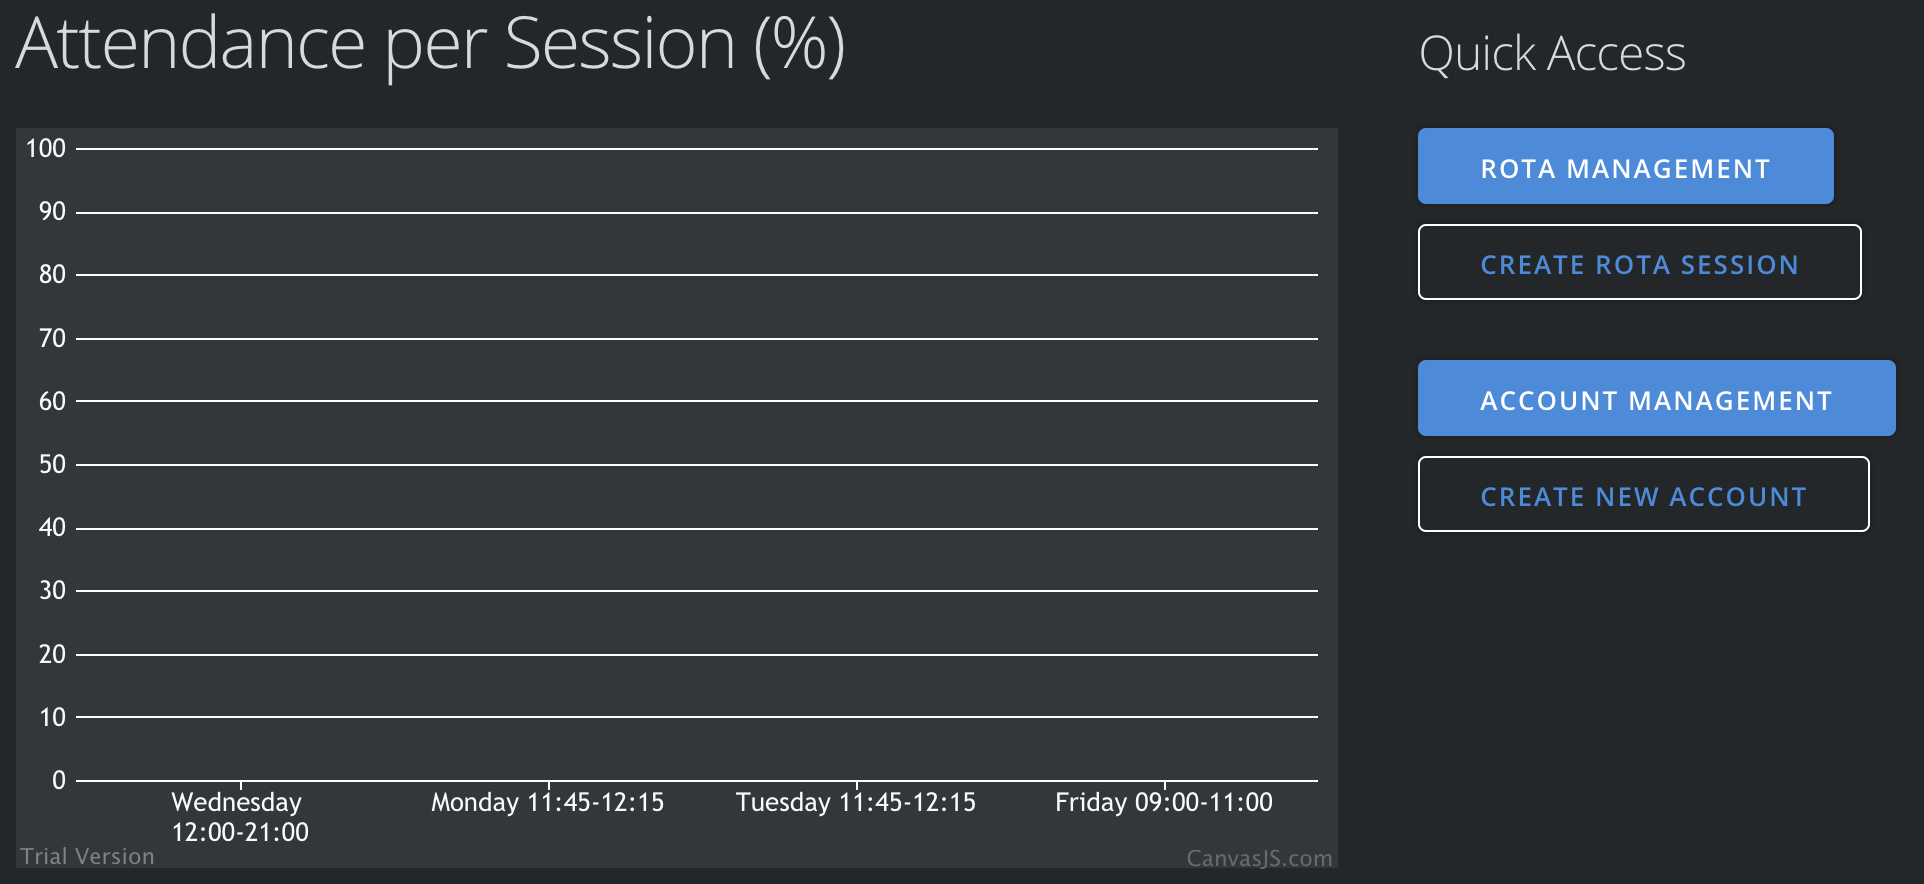 Attendance per Session (%)
100
90
80
70
60
50
40
30
20
10
0
Wednesday
12:00-21:00
Monday 11:45-12:15
Tuesday 11:45-12:15
Friday 09:00-11:00
Trial Version
CanvasJS.com
Quick Access
ROTA MANAGEMENT
CREATE ROTA SESSION
ACCOUNT MANAGEMENT
CREATE NEW ACCOUNT